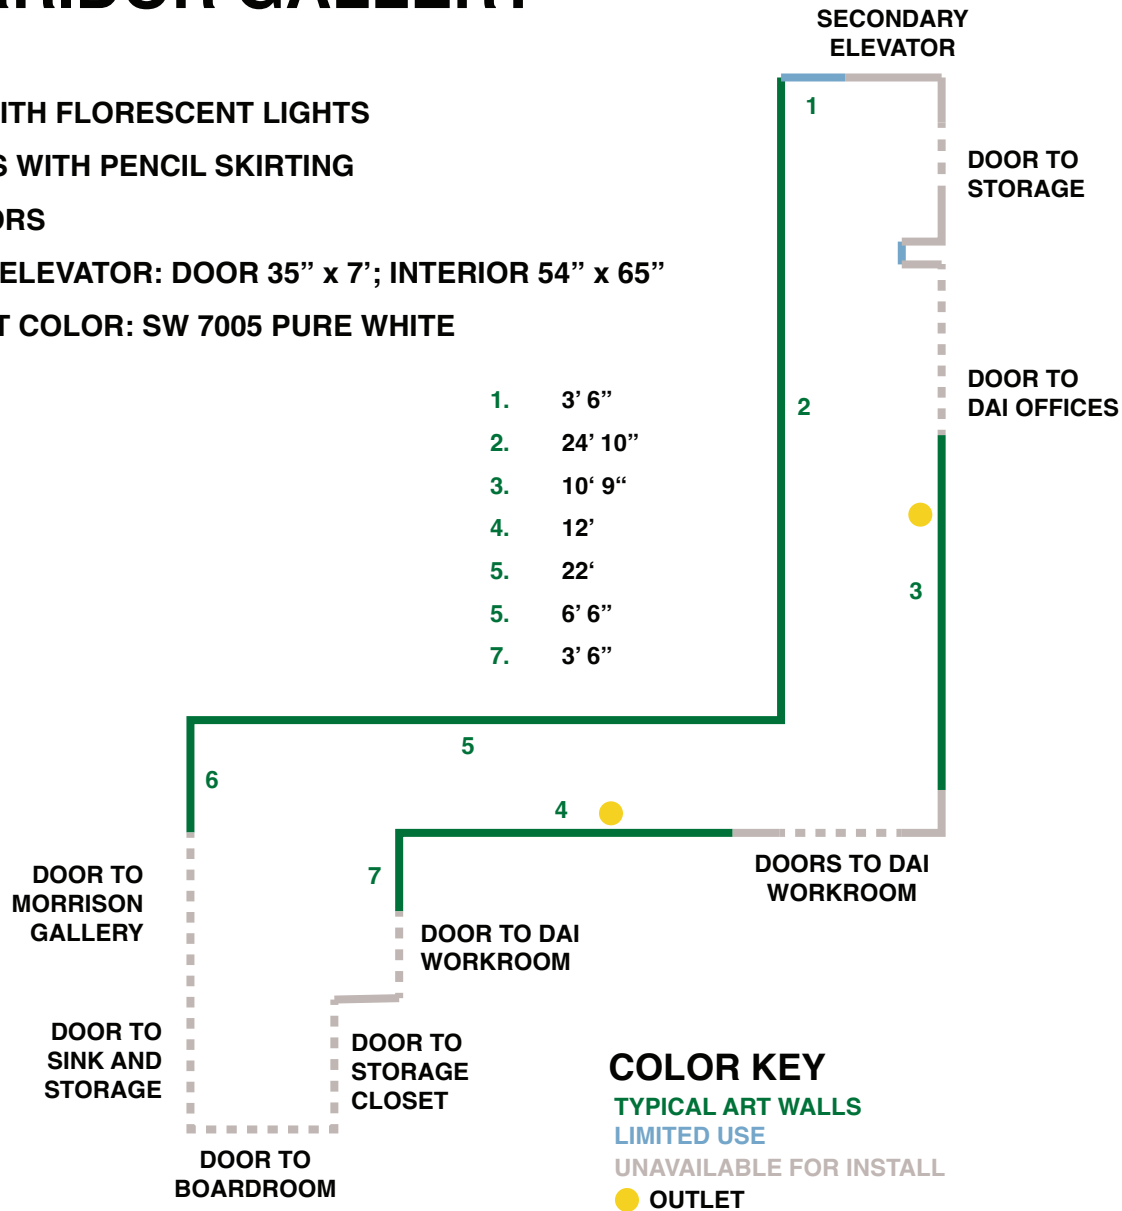 SECONDARY
ELEVATOR
WITH FLORESCENT LIGHTS
WITH PENCIL SKIRTING
ELEVATOR: DOOR 35” x 7’; INTERIOR 54” x 65”
COLOR: SW 7005 PURE WHITE
1
DOOR TO
STORAGE
DOOR TO
DAI OFFICES
2
3
1. 3’ 6”
2. 24’ 10”
3. 10‘ 9“
4. 12’
5. 22‘
5. 6’ 6”
7. 3’ 6”
5
6
4
7
DOOR TO
MORRISON
GALLERY
DOORS TO DAI
WORKROOM
DOOR TO DAI
WORKROOM
DOOR TO
SINK AND
STORAGE
DOOR TO
STORAGE
CLOSET
DOOR TO
BOARDROOM
COLOR KEY
TYPICAL ART WALLS
LIMITED USE
UNAVAILABLE FOR INSTALL
OUTLET